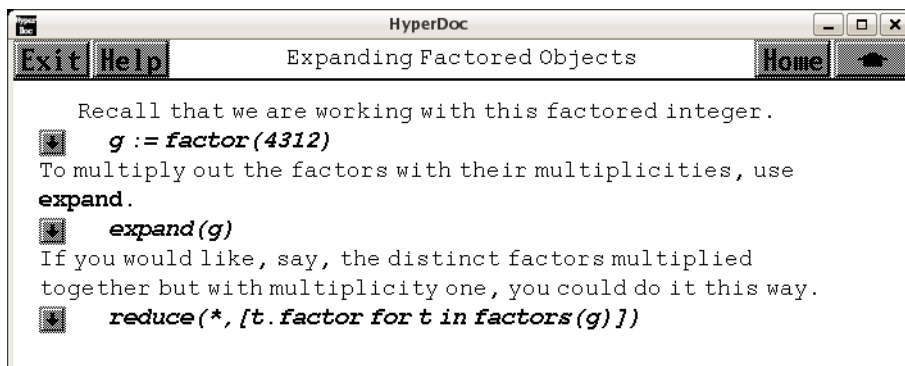 Hyper Doc
HyperDoc
Exit Help Expanding Factored Objects Home
Recall that we are working with this factored integer.
g := factor(4312)
To multiply out the factors with their multiplicities, use
expand.
expand(g)
If you would like, say, the distinct factors multiplied
together but with multiplicity one, you could do it this way.
reduce(*,[t.factor for t in factors(g)])